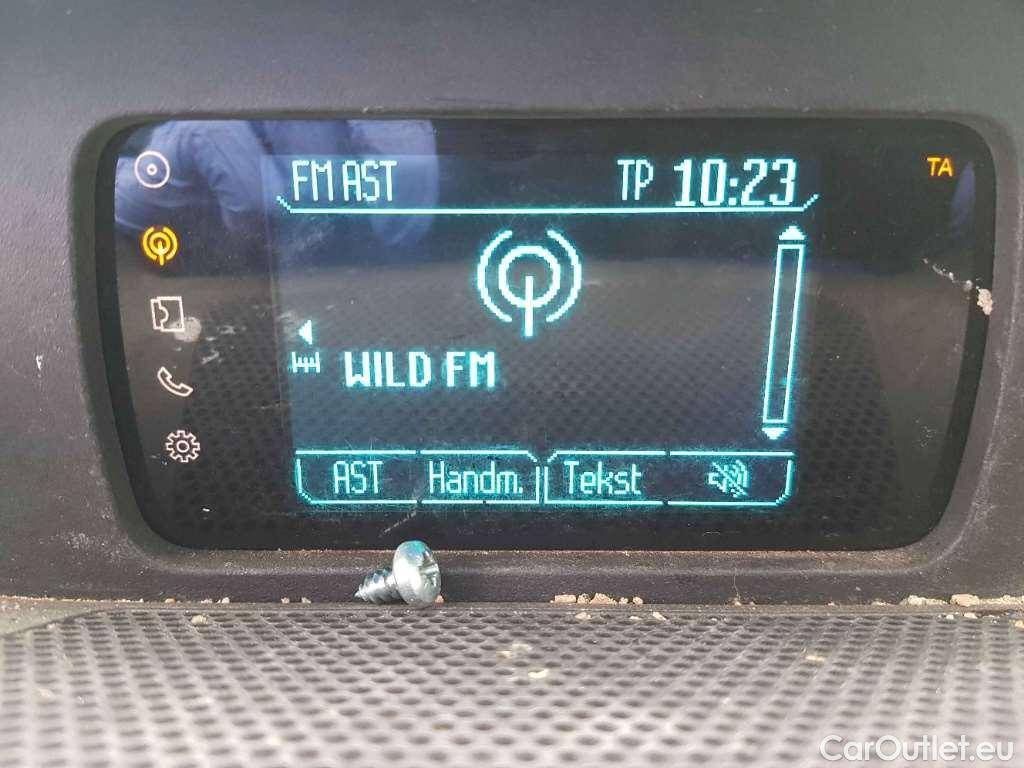 FM AST TP 10:23 TA
WILD FM
AST Handm. Tekst
CarOutlet.eu